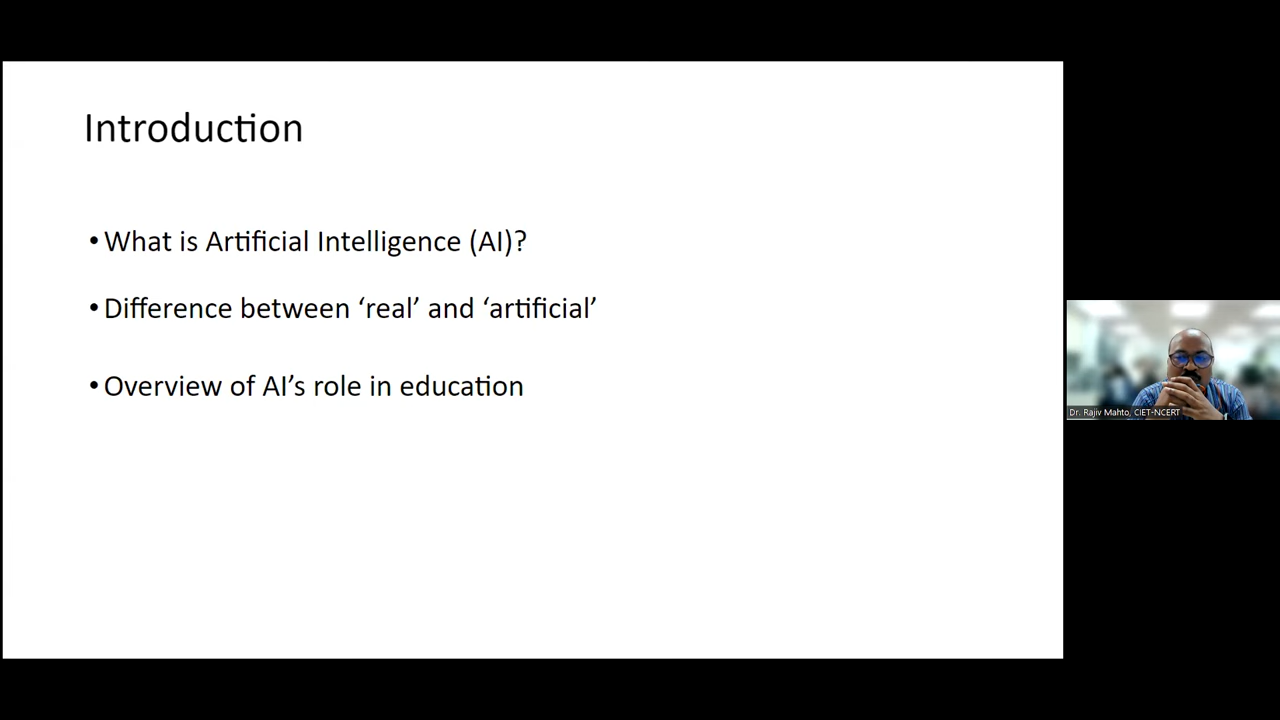 Introduction
• What is Artificial Intelligence (AI)?
• Difference between ‘real’ and ‘artificial’
• Overview of AI’s role in education
Dr. Rajiv Mahto, CIET-NCERT